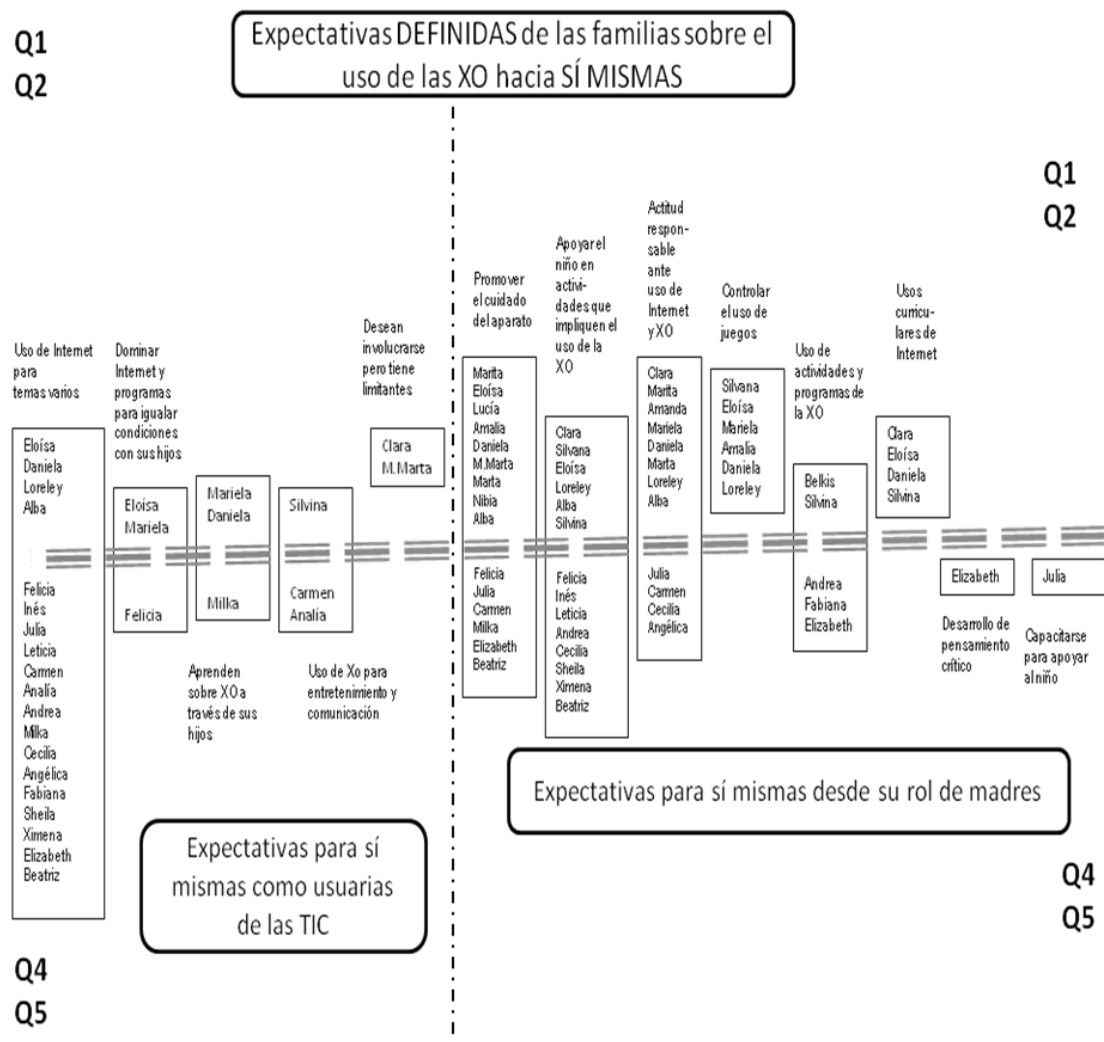 Q1
Q2
Expectativas DEFINIDAS de las familias sobre el
uso de las XO hacia SÍ MISMAS
Q1
Q2
Uso de Internet
para
temas varios
Eloísa
Daniela
Loreley
Alba
Felicia
Inés
Julia
Leticia
Carmen
Analía
Andrea
Milka
Cecilia
Angélica
Fabiana
Sheila
Ximena
Elizabeth
Beatriz
Dominar
Internet y
programas
para igualar
condiciones
con sus hijos
Eloísa
Mariela
Felicia
Mariela
Daniela
Milka
Aprenden
sobre XO a
través de sus
hijos
Silvina
Carmen
Analía
Uso de Xo para
entretenimiento y
comunicación
Desean
involucrarse
pero tiene
limitantes
Clara
M.Marta
Promover
el cuidado
del aparato
Marita
Eloísa
Lucía
Amalia
Daniela
M.Marta
Marta
Nibia
Alba
Felicia
Julia
Carmen
Milka
Elizabeth
Beatriz
Apoyar el
niño en
activi-
dades que
impliquen el
uso de la
XO
Clara
Silvana
Eloísa
Loreley
Alba
Silvina
Felicia
Inés
Leticia
Andrea
Cecilia
Sheila
Ximena
Beatriz
Actitud
respon-
sable
ante
uso de
Internet
y XO
Clara
Marita
Amanda
Mariela
Daniela
Marta
Loreley
Alba
Julia
Carmen
Cecilia
Angélica
Controlar
el uso de
juegos
Silvana
Eloísa
Mariela
Amalia
Daniela
Loreley
Uso de
actividades y
programas de
la XO
Belkis
Silvina
Andrea
Fabiana
Elizabeth
Usos
curricu-
lares de
Internet
Clara
Eloísa
Daniela
Silvina
Elizabeth
Desarrollo de
pensamiento
crítico
Julia
Capacitarse
para apoyar
al niño
Expectativas para sí
mismas como usuarias
de las TIC
Expectativas para sí mismas desde su rol de madres
Q4
Q5
Q4
Q5